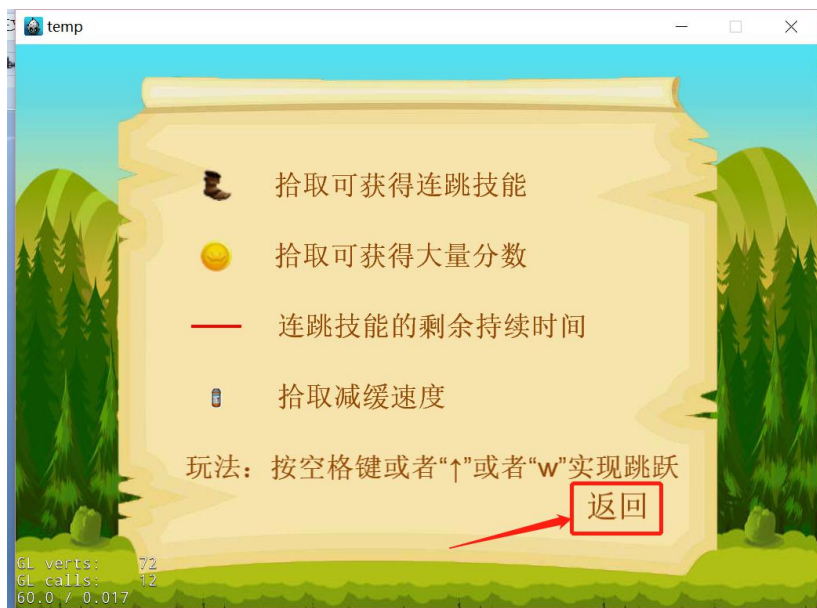 temp
拾取可获得连跳技能
拾取可获得大量分数
连跳技能的剩余持续时间
拾取减缓速度
玩法：按空格键或者“↑”或者“w”实现跳跃
返回
GL verts: 72
GL calls: 12
60.0 / 0.017